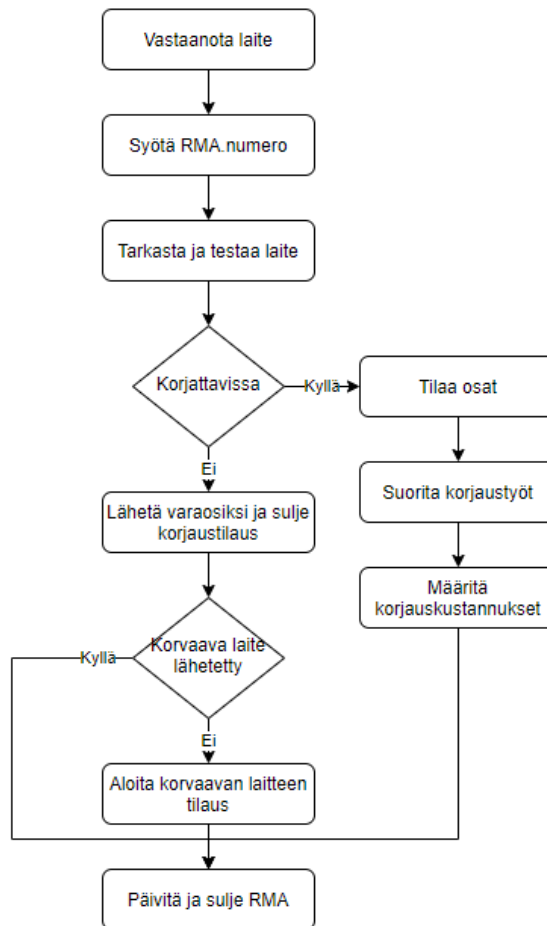 Vastaanota laite
Syötä RMA.numero
Tarkasta ja testaa laite
Korjattavissa
Kyllä
Tilaa osat
Ei
Suorita korjaustyöt
Lähetä varaosiksi ja sulje
korjaustilaus
Määritä
korjauskustannukset
Korvaava laite
lähetetty
Kyllä
Ei
Aloita korvaavan laitteen
tilaus
Päivitä ja sulje RMA